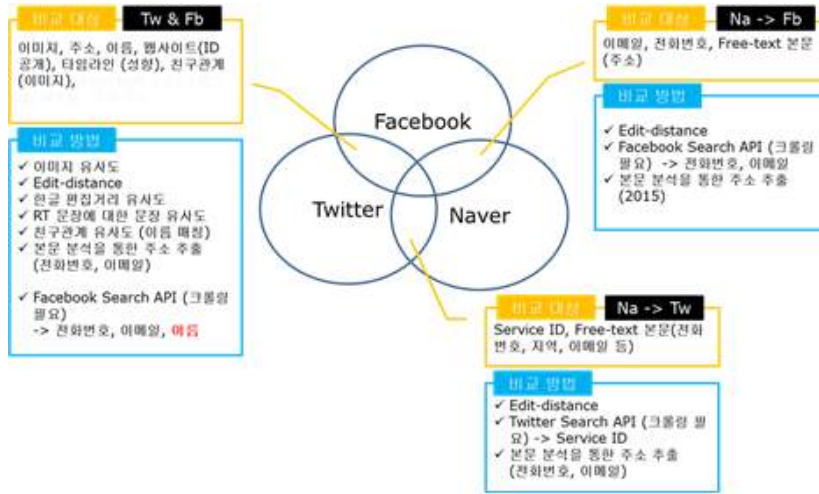 비교 대상 Tw & Fb
이미지, 주소, 이름, 웹사이트(ID
공개), 타임라인 (성향), 친구관계
(이미지),
비교 방법
✓ 이미지 유사도
✓ Edit-distance
✓ 한글 편집거리 유사도
✓ RT 문장에 대한 문장 유사도
✓ 친구관계 유사도 (이름 매칭)
✓ 본문 분석을 통한 주소 추출
(전화번호, 이메일)
✓ Facebook Search API (크롤링
필요)
-> 전화번호, 이메일, 이름
Facebook
Twitter
Naver
비교 대상 Na -> Fb
이메일, 전화번호, Free-text 본문
(주소)
비교 방법
✓ Edit-distance
✓ Facebook Search API (크롤링
필요) -> 전화번호, 이메일
✓ 본문 분석을 통한 주소 추출
(2015)
비교 대상 Na -> Tw
Service ID, Free-text 본문(전화
번호, 지역, 이메일 등)
비교 방법
✓ Edit-distance
✓ Twitter Search API (크롤링 필
요) -> Service ID
✓ 본문 분석을 통한 주소 추출
(전화번호, 이메일)